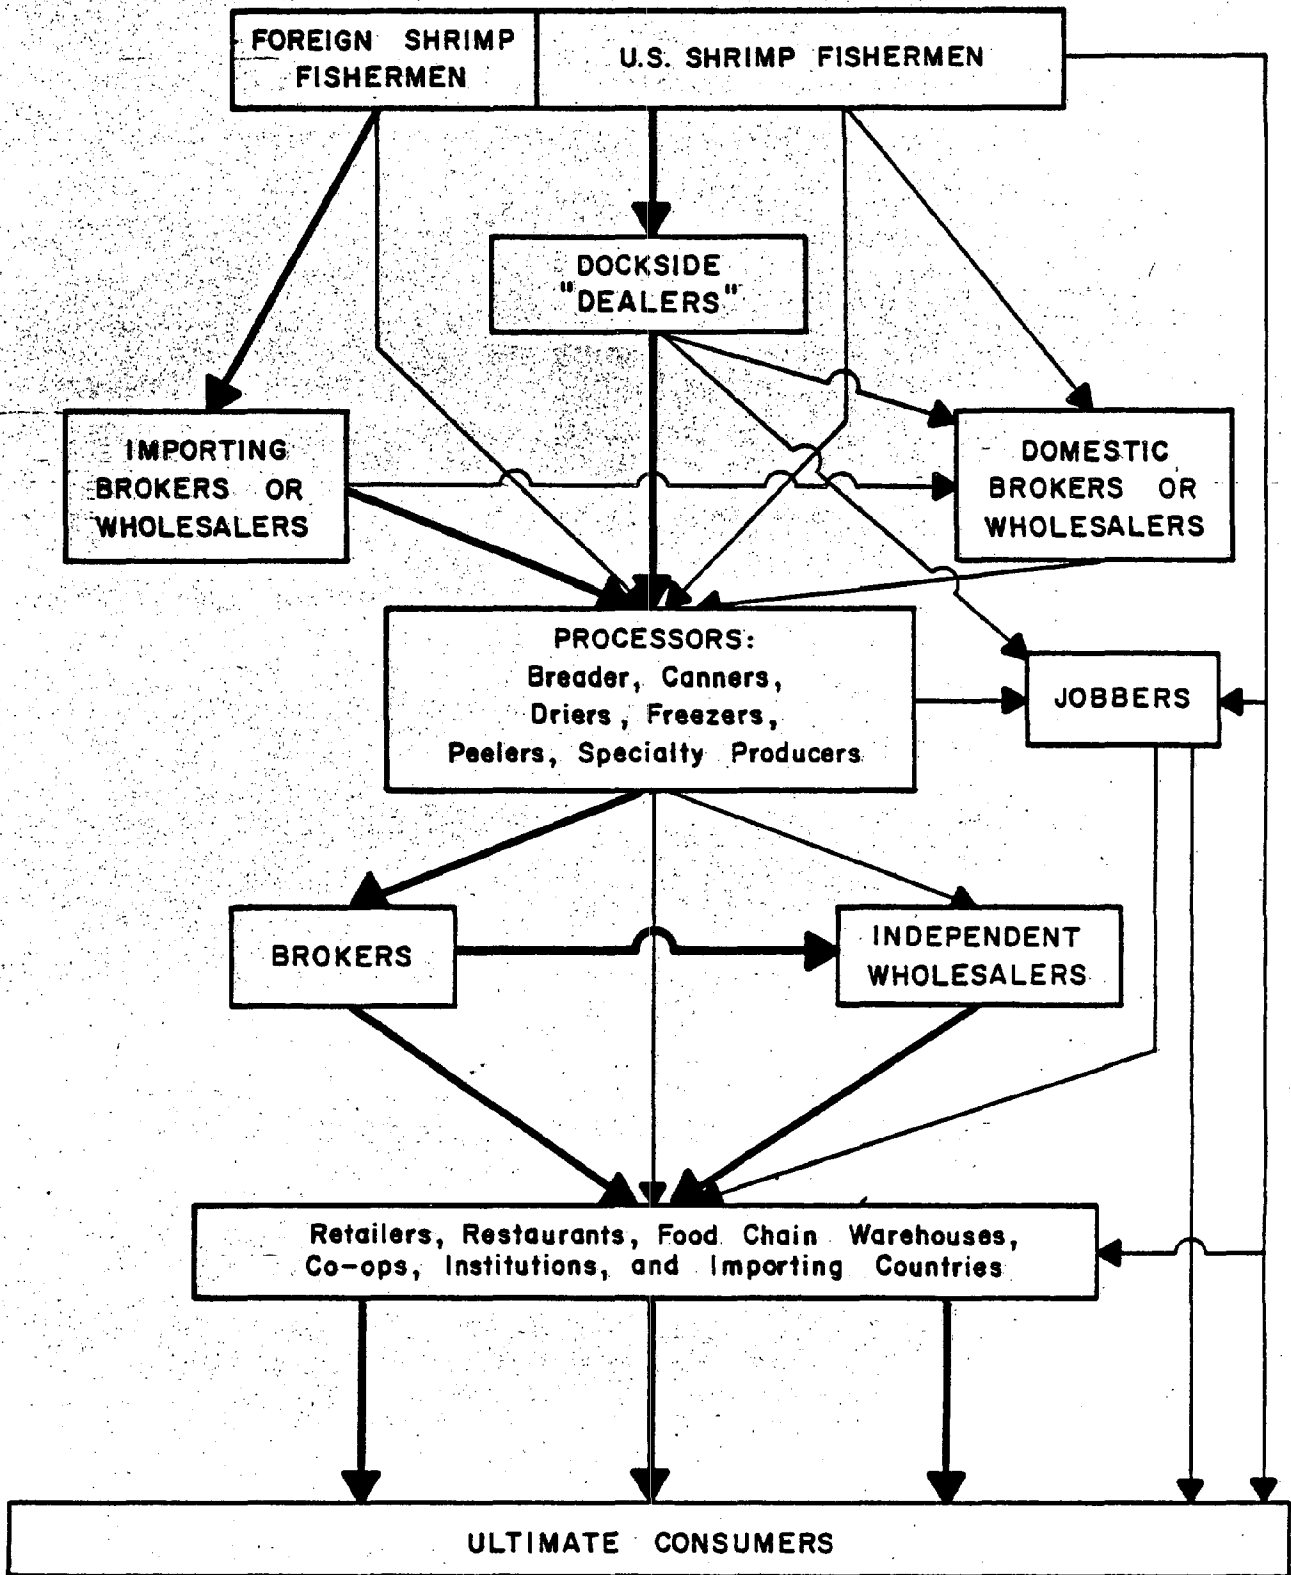 FOREIGN SHRIMP
FISHERMEN
U.S. SHRIMP FISHERMEN
DOCKSIDE
"DEALERS"
IMPORTING
BROKERS OR
WHOLESALERS
DOMESTIC
BROKERS OR
WHOLESALERS
PROCESSORS:
Breader, Canners,
Driers, Freezers,
Peelers, Specialty Producers
JOBBERS
BROKERS
INDEPENDENT
WHOLESALERS
Retailers, Restaurants, Food Chain Warehouses,
Co-ops, Institutions, and Importing Countries
ULTIMATE CONSUMERS